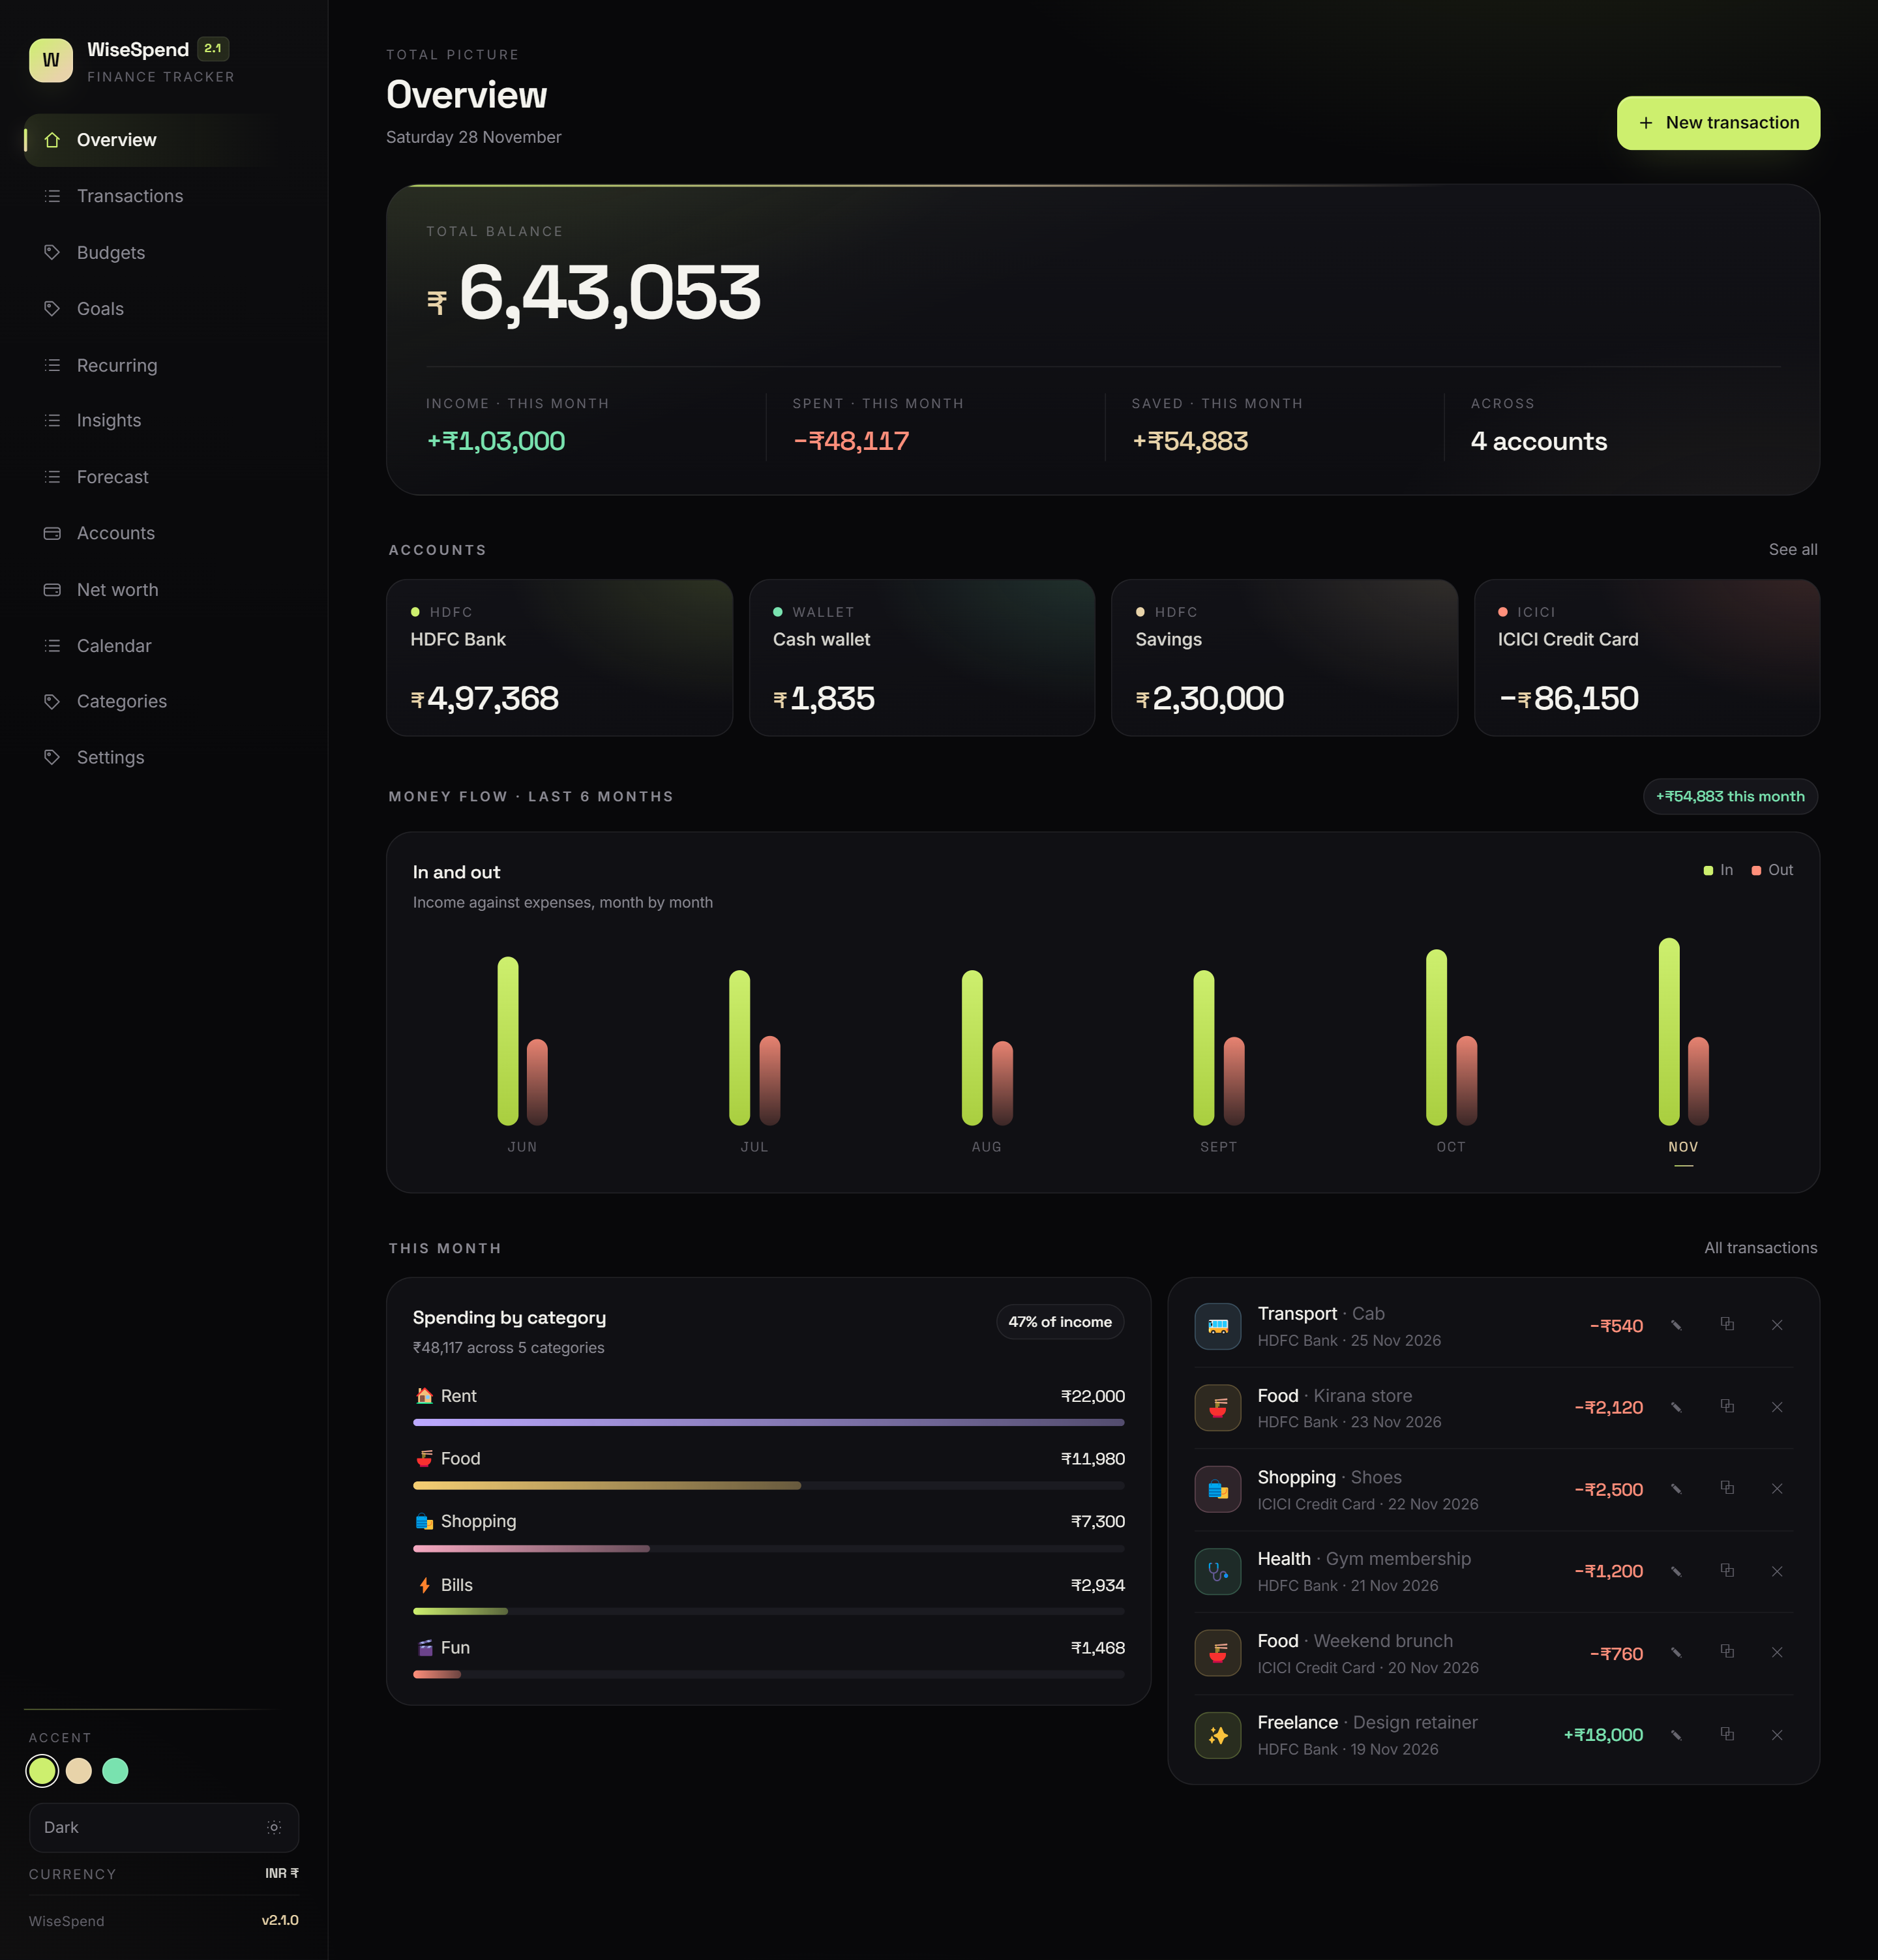 W
WiseSpend 2.1
FINANCE TRACKER
Overview
Transactions
Budgets
Goals
Recurring
Insights
Forecast
Accounts
Net worth
Calendar
Categories
Settings
ACCENT
Dark
CURRENCY INR ₹
WiseSpend v2.1.0
TOTAL PICTURE
Overview
Saturday 28 November
+ New transaction
TOTAL BALANCE
₹ 6,43,053
INCOME · THIS MONTH
+₹1,03,000
SPENT · THIS MONTH
−₹48,117
SAVED · THIS MONTH
+₹54,883
ACROSS
4 accounts
ACCOUNTS
See all
HDFC
HDFC Bank
₹4,97,368
WALLET
Cash wallet
₹1,835
HDFC
Savings
₹2,30,000
ICICI
ICICI Credit Card
−₹86,150
MONEY FLOW · LAST 6 MONTHS
+₹54,883 this month
In and out
Income against expenses, month by month
In
Out
JUN
JUL
AUG
SEPT
OCT
NOV
THIS MONTH
All transactions
Spending by category
₹48,117 across 5 categories
47% of income
Rent ₹22,000
Food ₹11,980
Shopping ₹7,300
Bills ₹2,934
Fun ₹1,468
Transport · Cab
HDFC Bank · 25 Nov 2026
−₹540
Food · Kirana store
HDFC Bank · 23 Nov 2026
−₹2,120
Shopping · Shoes
ICICI Credit Card · 22 Nov 2026
−₹2,500
Health · Gym membership
HDFC Bank · 21 Nov 2026
−₹1,200
Food · Weekend brunch
ICICI Credit Card · 20 Nov 2026
−₹760
Freelance · Design retainer
HDFC Bank · 19 Nov 2026
+₹18,000